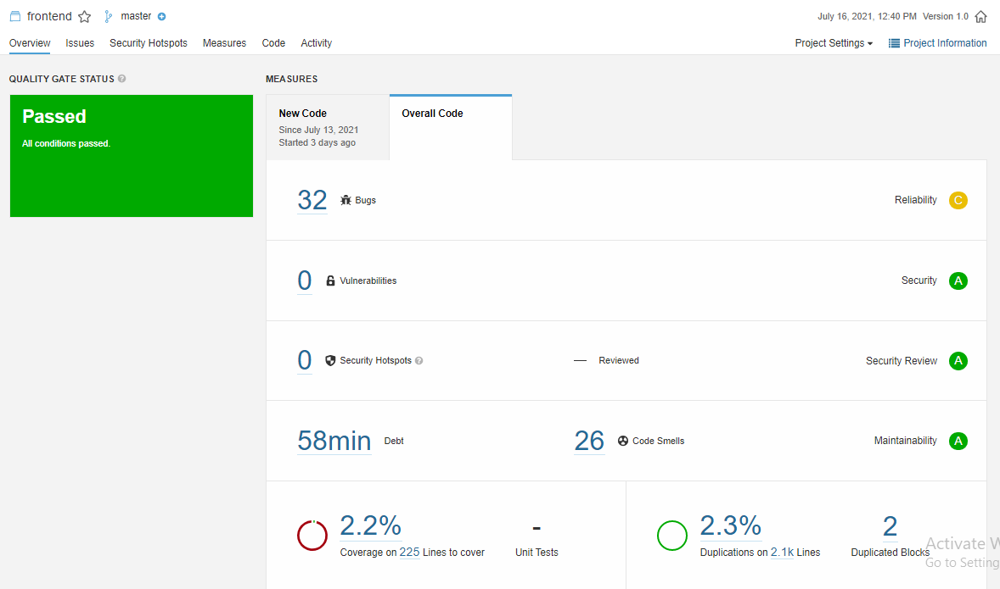 frontend master July 16, 2021, 12:40 PM Version 1.0
Overview Issues Security Hotspots Measures Code Activity Project Settings Project Information
QUALITY GATE STATUS ?
Passed
All conditions passed.
MEASURES
New Code
Since July 13, 2021
Started 3 days ago
Overall Code
32 Bugs Reliability C
0 Vulnerabilities Security A
0 Security Hotspots ? — Reviewed Security Review A
58min Debt 26 Code Smells Maintainability A
2.2%
Coverage on 225 Lines to cover
-
Unit Tests
2.3%
Duplications on 2.1k Lines
2
Duplicated Blocks
Activate W
Go to Setting